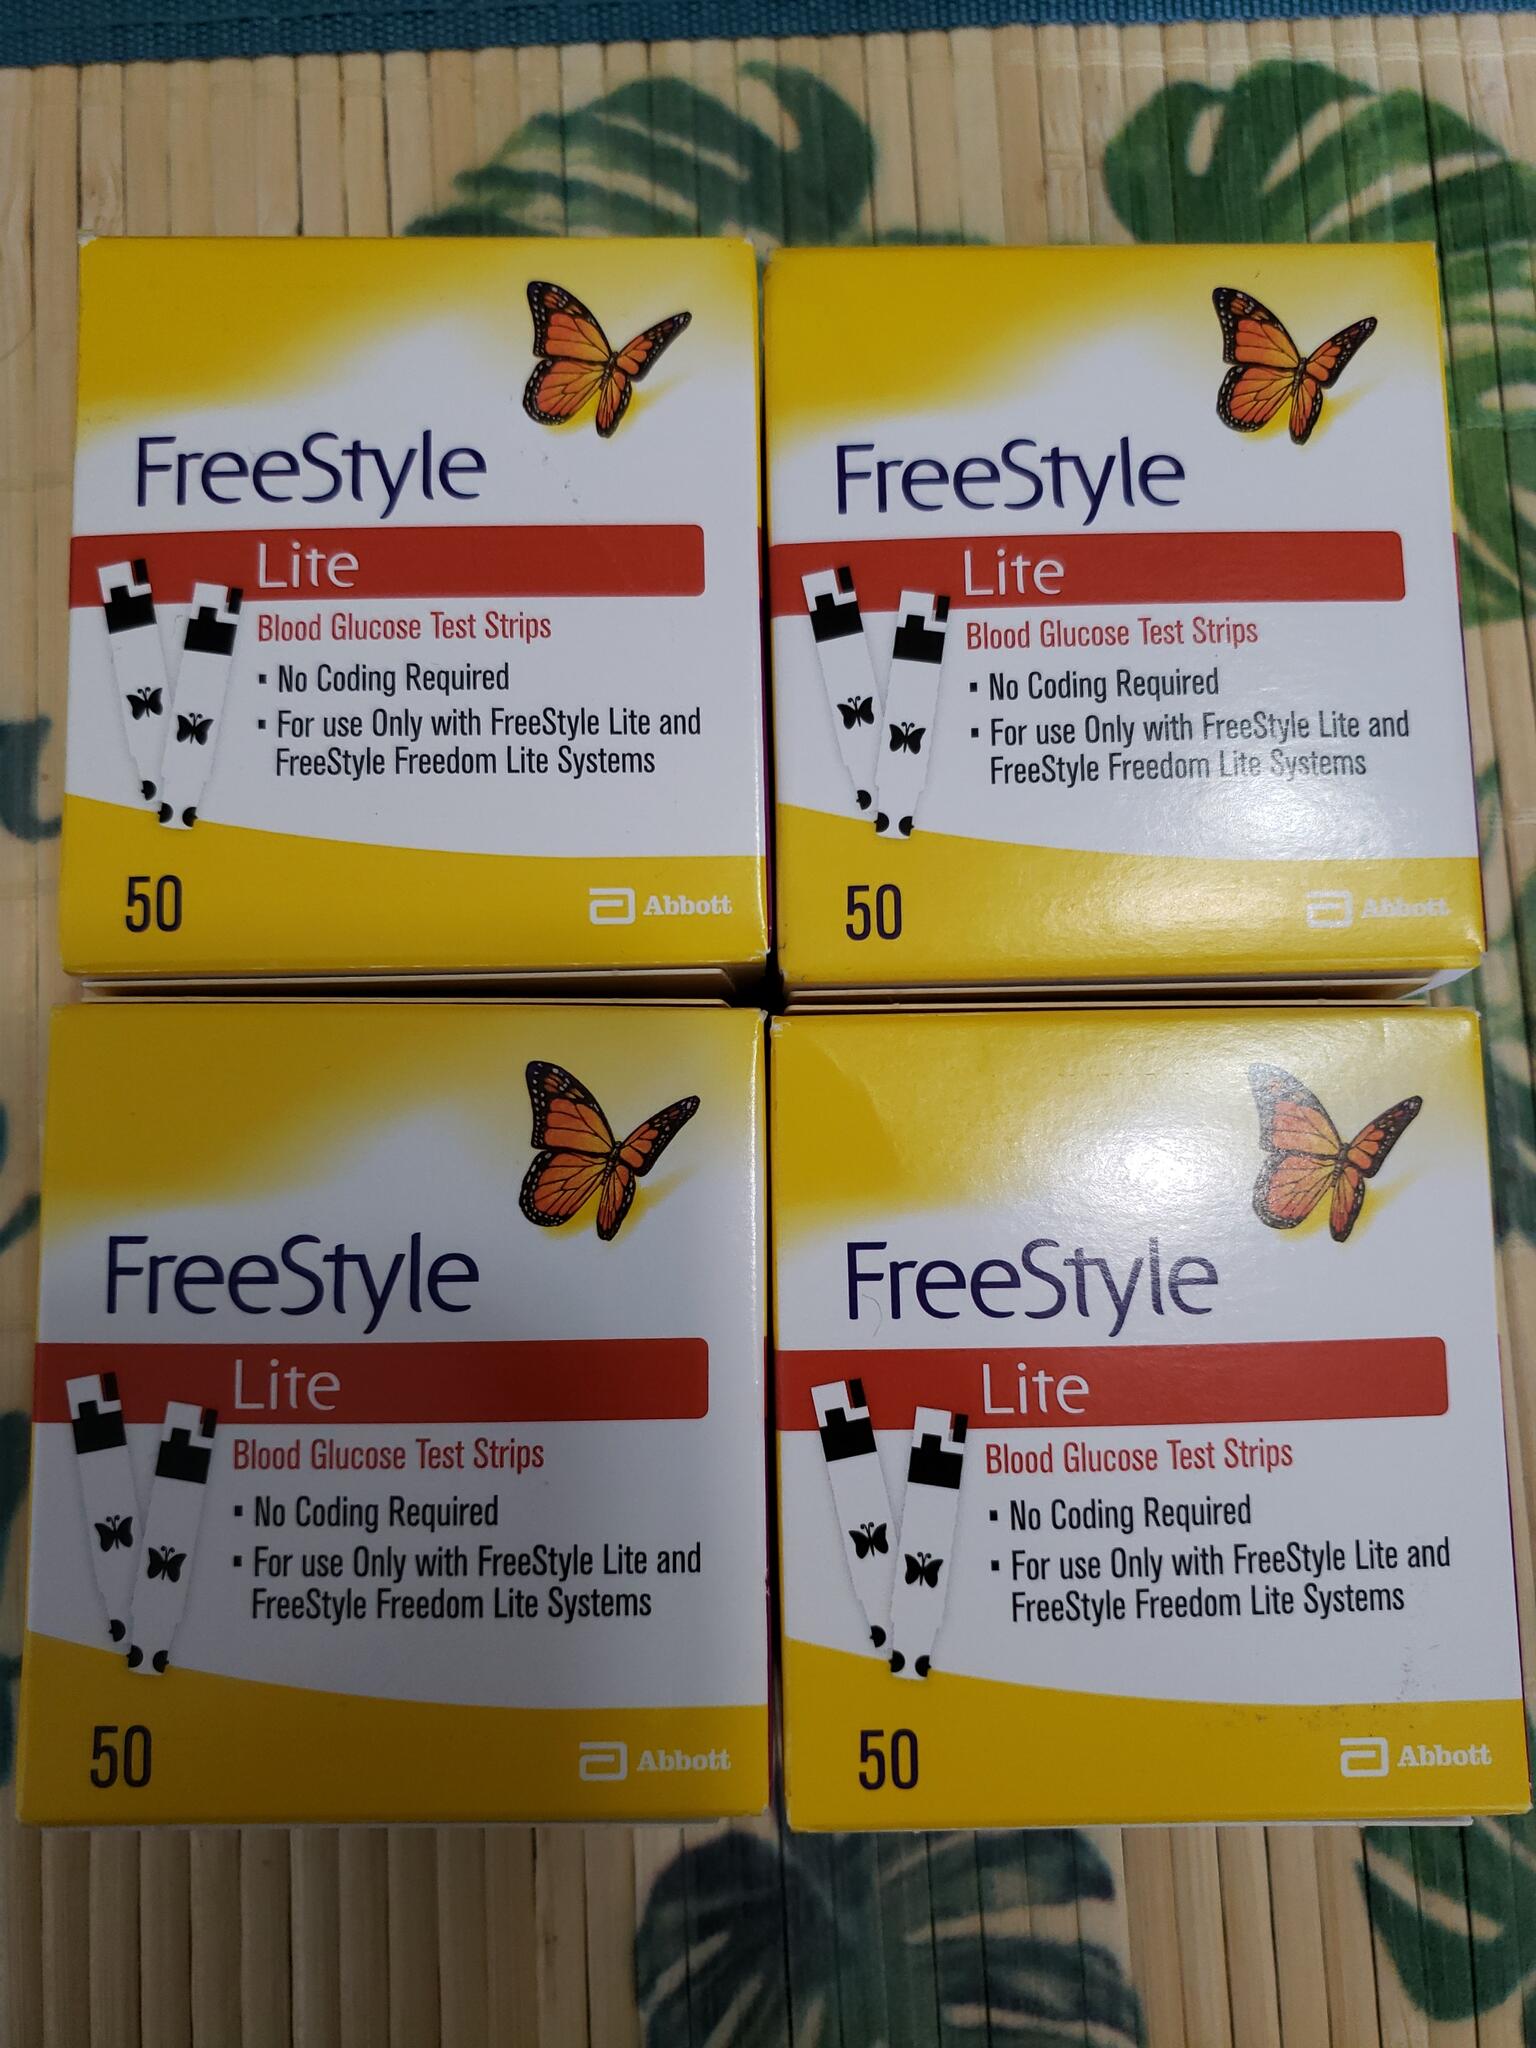 FreeStyle
Lite
Blood Glucose Test Strips
▪ No Coding Required
▪ For use Only with FreeStyle Lite and
FreeStyle Freedom Lite Systems
50
Abbott
FreeStyle
Lite
Blood Glucose Test Strips
▪ No Coding Required
▪ For use Only with FreeStyle Lite and
FreeStyle Freedom Lite Systems
50
Abbott
FreeStyle
Lite
Blood Glucose Test Strips
▪ No Coding Required
▪ For use Only with FreeStyle Lite and
FreeStyle Freedom Lite Systems
50
Abbott
FreeStyle
Lite
Blood Glucose Test Strips
▪ No Coding Required
▪ For use Only with FreeStyle Lite and
FreeStyle Freedom Lite Systems
50
Abbott